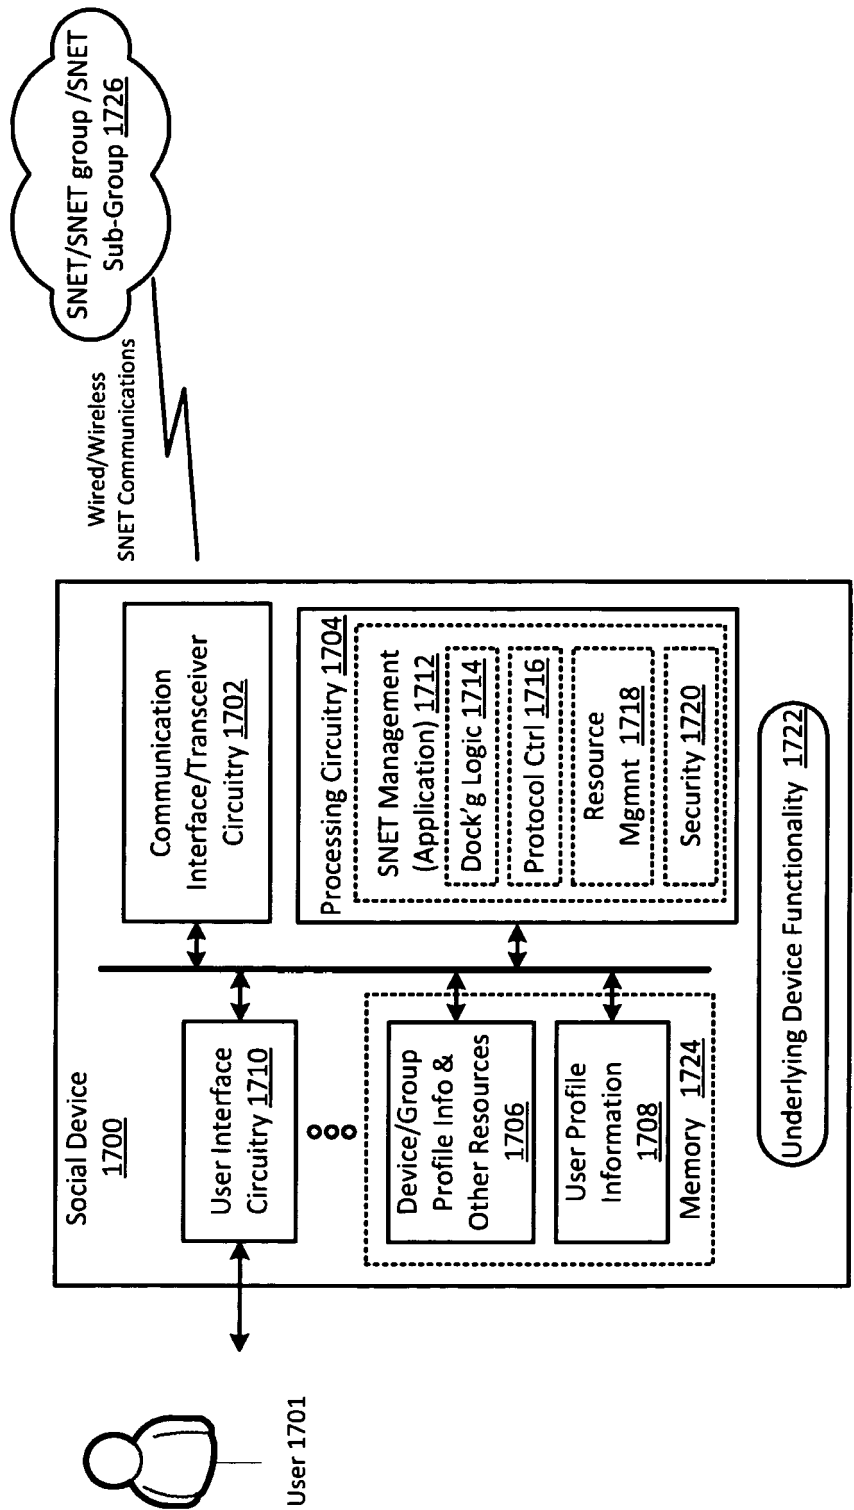 User 1701
Social Device
1700
User Interface
Circuitry 1710
Device/Group
Profile Info &
Other Resources
1706
User Profile
Information
1708
Memory 1724
Communication
Interface/Transceiver
Circuitry 1702
Processing Circuitry 1704
SNET Management
(Application) 1712
Dock'g Logic 1714
Protocol Ctrl 1716
Resource
Mgmnt 1718
Security 1720
Underlying Device Functionality 1722
Wired/Wireless
SNET Communications
SNET/SNET group /SNET
Sub-Group 1726